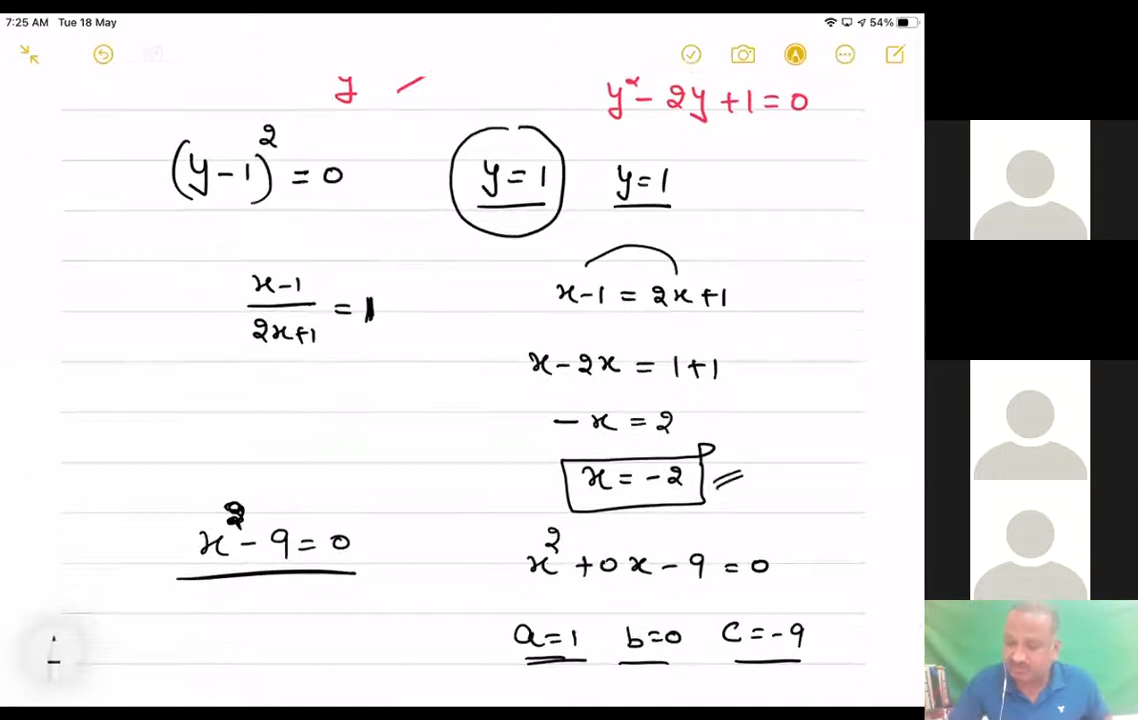 7:25 AM Tue 18 May 54%
y y² - 2y + 1 = 0
(y-1)² = 0 y = 1 y = 1
x-1/2x+1 = 1 x-1 = 2x+1
x - 2x = 1+1
- x = 2
x = -2
x² - 9 = 0 x² + 0x - 9 = 0
a = 1 b = 0 c = -9